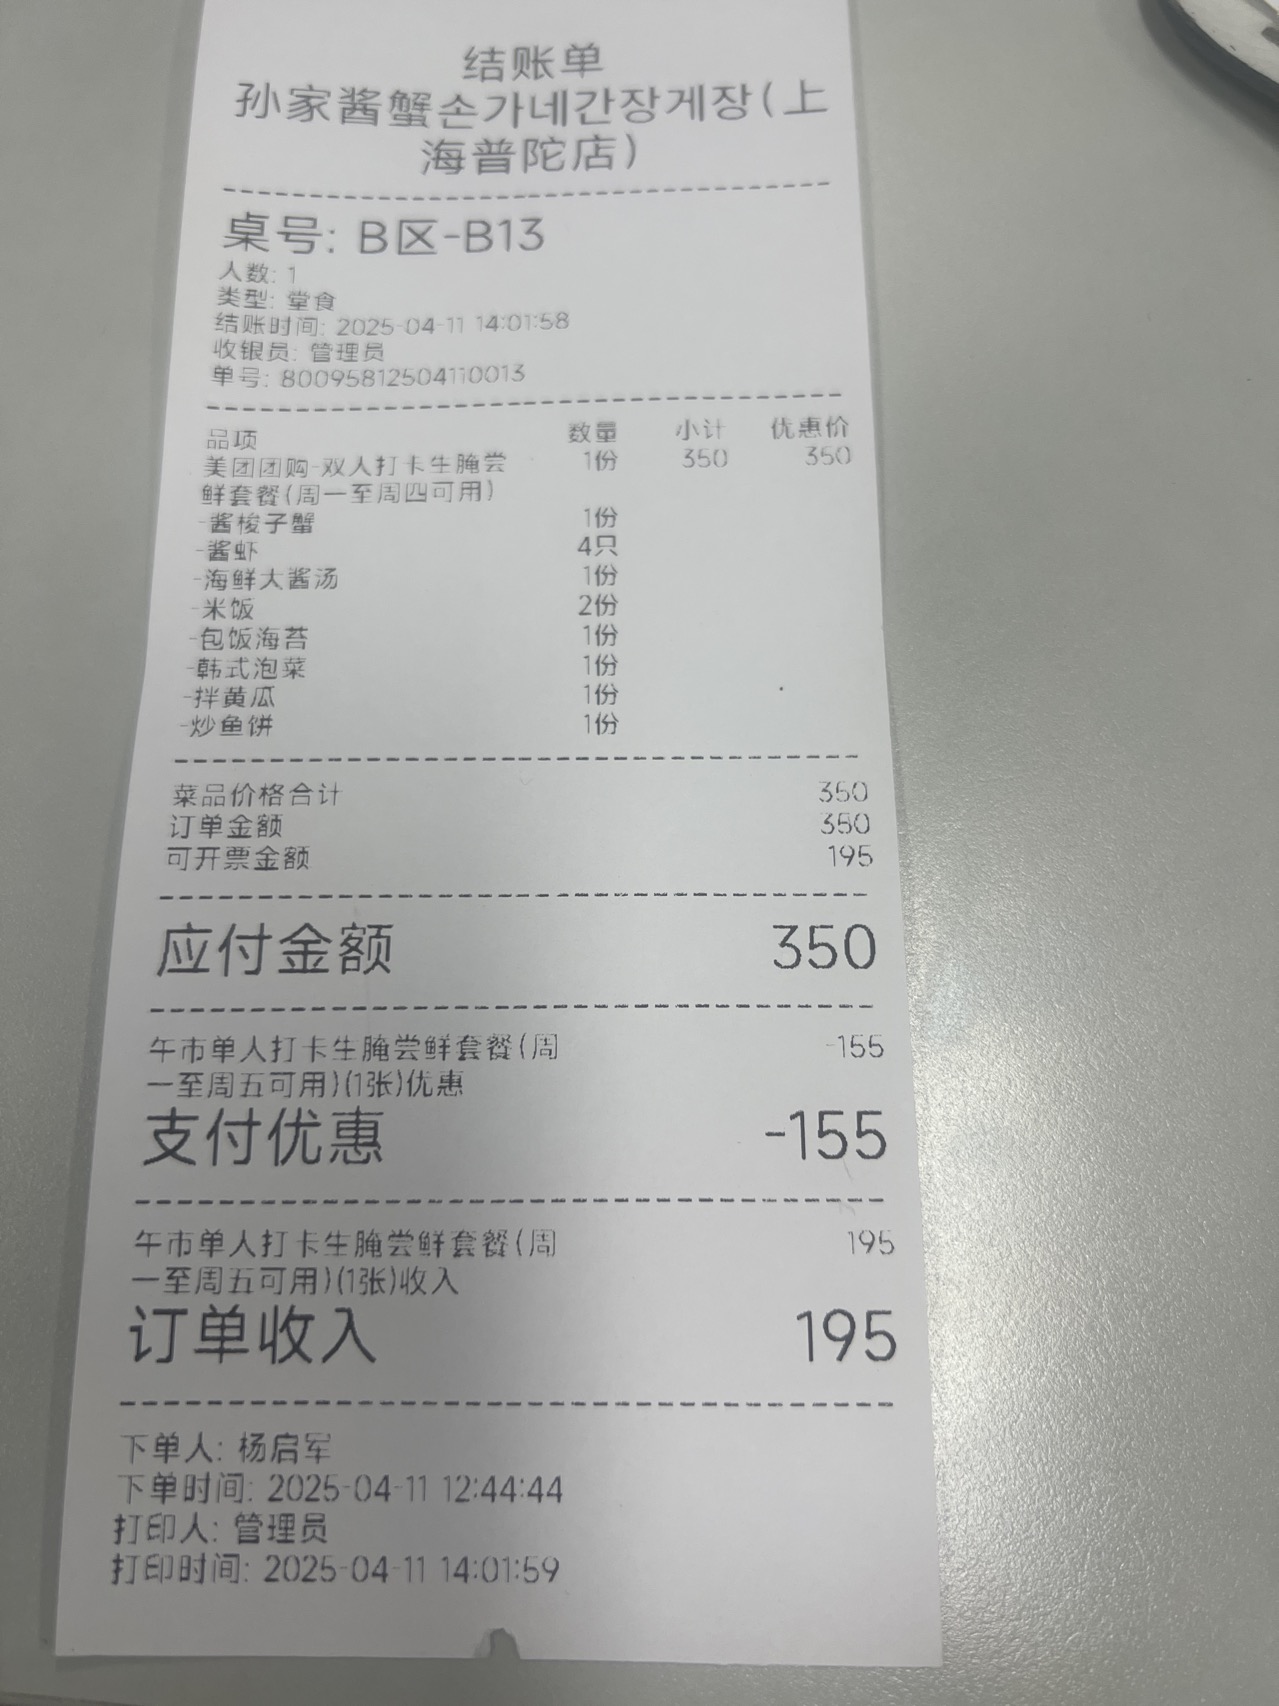 结账单
孙家酱蟹손가네간장게장(上
海普陀店)
桌号: B区-B13
人数: 1
类型: 堂食
结账时间: 2025-04-11 14:01:58
收银员: 管理员
单号: 80095812504110013
品项 数量 小计 优惠价
美团团购-双人打卡生腌尝 1份 350 350
鲜套餐(周一至周四可用)
-酱梭子蟹 1份
-酱虾 4只
-海鲜大酱汤 1份
-米饭 2份
-包饭海苔 1份
-韩式泡菜 1份
-拌黄瓜 1份
-炒鱼饼 1份
菜品价格合计 350
订单金额 350
可开票金额 195
应付金额 350
午市单人打卡生腌尝鲜套餐(周 -155
一至周五可用)(1张)优惠
支付优惠 -155
午市单人打卡生腌尝鲜套餐(周 195
一至周五可用)(1张)收入
订单收入 195
下单人: 杨启军
下单时间: 2025-04-11 12:44:44
打印人: 管理员
打印时间: 2025-04-11 14:01:59